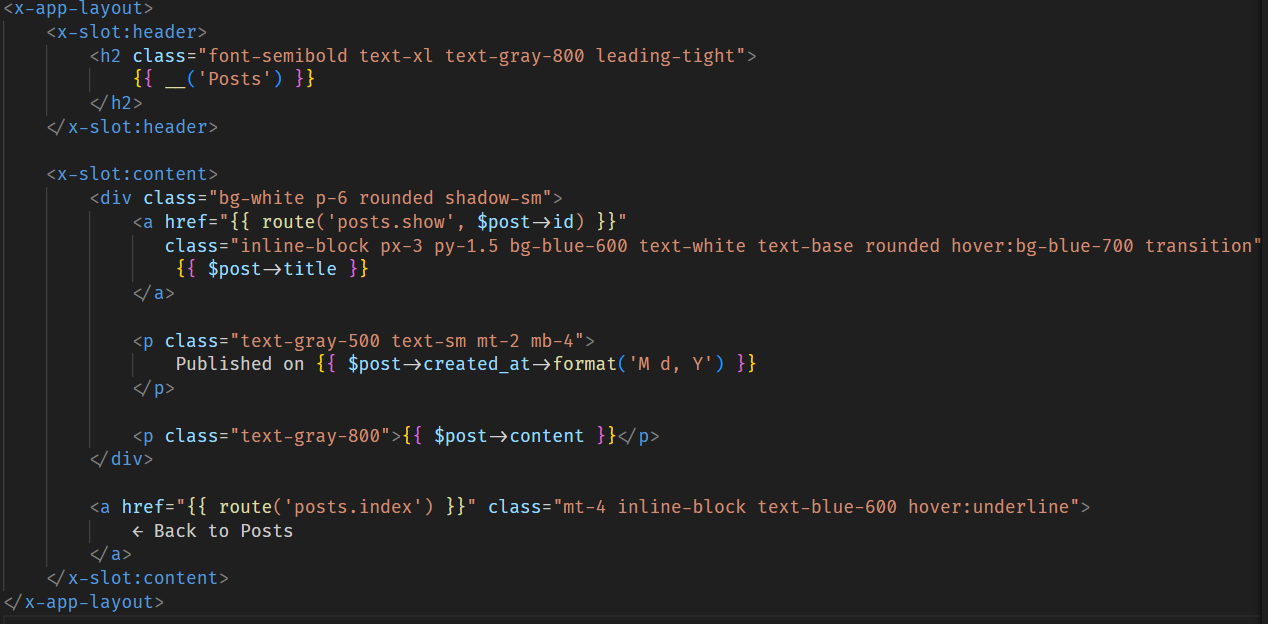 <x-app-layout>
    <x-slot:header>
        <h2 class="font-semibold text-xl text-gray-800 leading-tight">
            {{ __('Posts') }}
        </h2>
    </x-slot:header>

    <x-slot:content>
        <div class="bg-white p-6 rounded shadow-sm">
            <a href="{{ route('posts.show', $post->id) }}"
               class="inline-block px-3 py-1.5 bg-blue-600 text-white text-base rounded hover:bg-blue-700 transition"
                {{ $post->title }}
            </a>

            <p class="text-gray-500 text-sm mt-2 mb-4">
                Published on {{ $post->created_at->format('M d, Y') }}
            </p>

            <p class="text-gray-800">{{ $post->content }}</p>
        </div>

        <a href="{{ route('posts.index') }}" class="mt-4 inline-block text-blue-600 hover:underline">
            ← Back to Posts
        </a>
    </x-slot:content>
</x-app-layout>